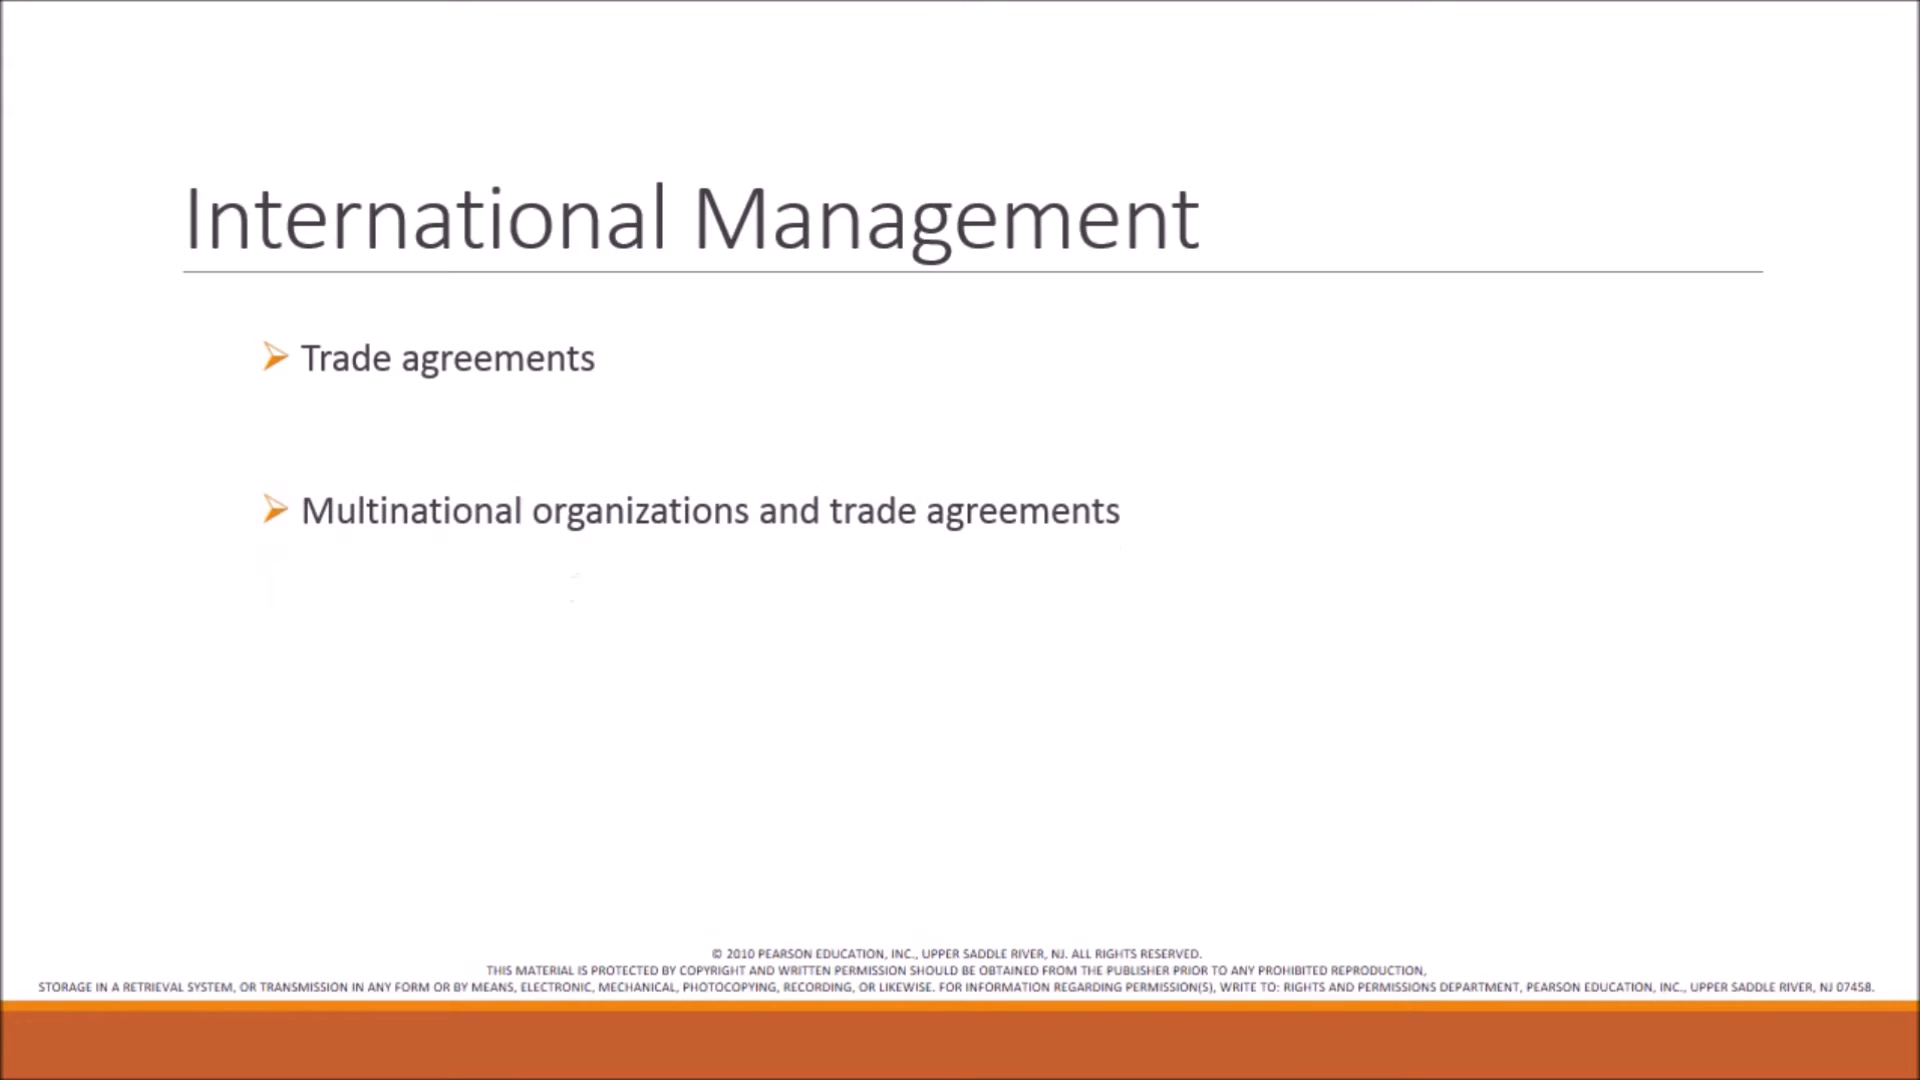 International Management
Trade agreements
Multinational organizations and trade agreements
© 2010 PEARSON EDUCATION, INC., UPPER SADDLE RIVER, NJ. ALL RIGHTS RESERVED.
THIS MATERIAL IS PROTECTED BY COPYRIGHT AND WRITTEN PERMISSION SHOULD BE OBTAINED FROM THE PUBLISHER PRIOR TO ANY PROHIBITED REPRODUCTION,
STORAGE IN A RETRIEVAL SYSTEM, OR TRANSMISSION IN ANY FORM OR BY MEANS, ELECTRONIC, MECHANICAL, PHOTOCOPYING, RECORDING, OR LIKEWISE. FOR INFORMATION REGARDING PERMISSION(S), WRITE TO: RIGHTS AND PERMISSIONS DEPARTMENT, PEARSON EDUCATION, INC., UPPER SADDLE RIVER, NJ 07458.